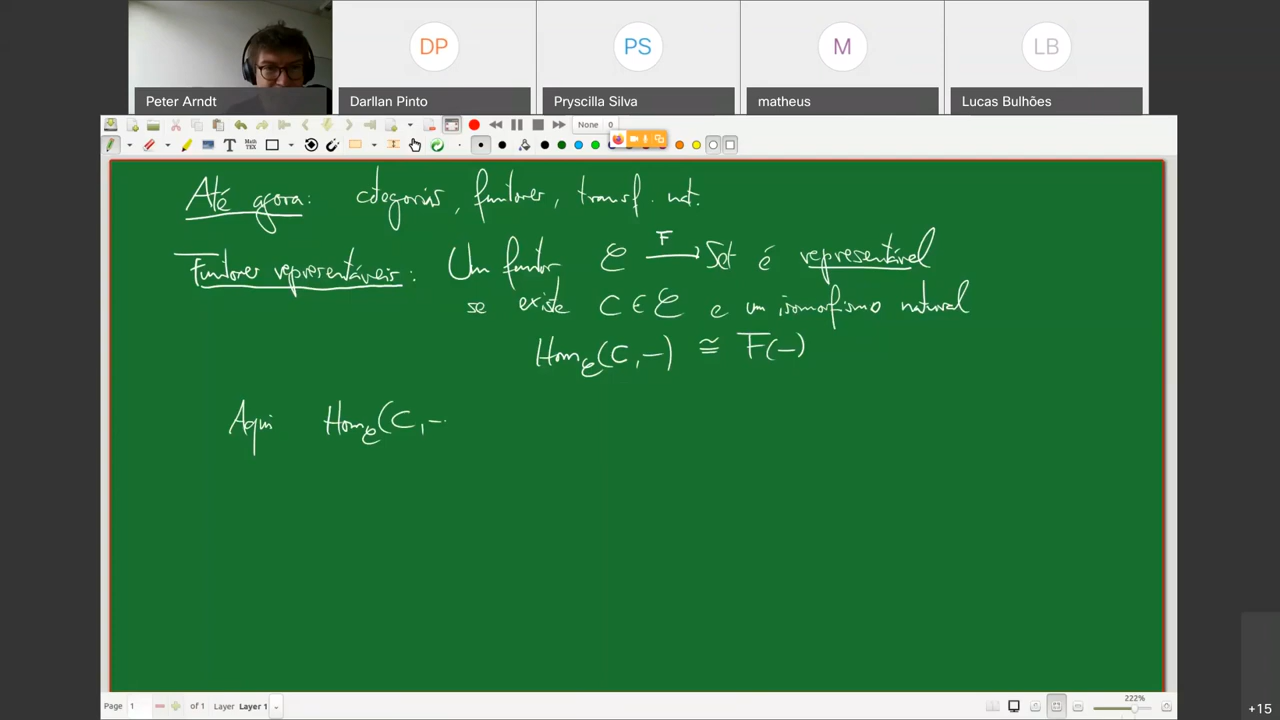 DP
PS
M
LB
Peter Arndt
Darllan Pinto
Pryscilla Silva
matheus
Lucas Bulhões
None 0
Até agora: ctegorias, funtores, transf. nat.
Funtores representáveis: Um funtor 𝒞 —F→ Set é representável
se existe C ∈ 𝒞 e um isomorfismo natural
Hom𝒞(C,−) ≅ F(−)
Aqui Hom𝒞(C,−
Page 1 of 1 Layer Layer 1
222%
+15